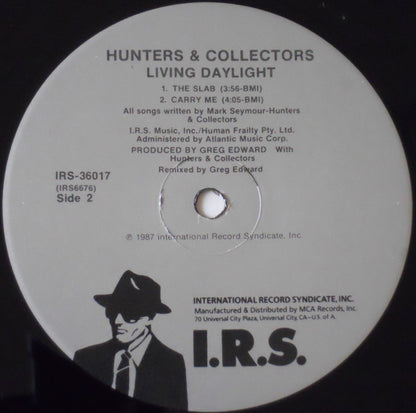 HUNTERS & COLLECTORS
LIVING DAYLIGHT
1. THE SLAB (3:56-BMI)
2. CARRY ME (4:05-BMI)
All songs written by Mark Seymour-Hunters
& Collectors
I.R.S. Music, Inc./Human Frailty Pty. Ltd.
Administered by Atlantic Music Corp.
PRODUCED BY GREG EDWARD With
Hunters & Collectors
Remixed by Greg Edward
IRS-36017
(IRS6676)
Side 2
℗ 1987 International Record Syndicate, Inc.
INTERNATIONAL RECORD SYNDICATE, INC.
Manufactured & Distributed by MCA Records, Inc.
70 Universal City Plaza, Universal City, CA-U.S. of A.
I.R.S.